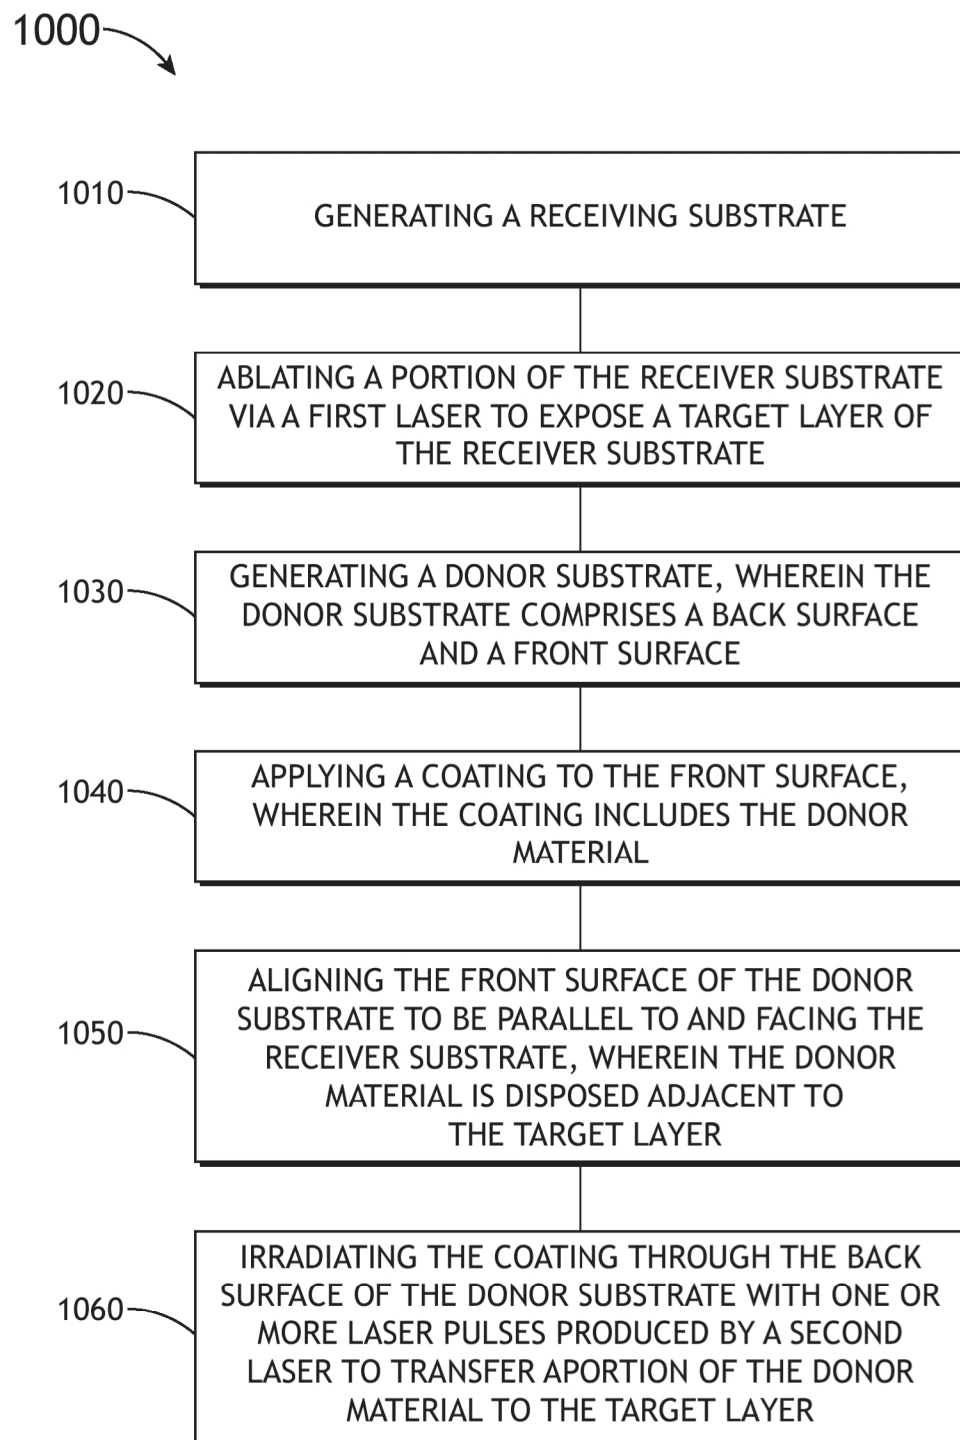 1000
1010
GENERATING A RECEIVING SUBSTRATE
1020
ABLATING A PORTION OF THE RECEIVER SUBSTRATE
VIA A FIRST LASER TO EXPOSE A TARGET LAYER OF
THE RECEIVER SUBSTRATE
1030
GENERATING A DONOR SUBSTRATE, WHEREIN THE
DONOR SUBSTRATE COMPRISES A BACK SURFACE
AND A FRONT SURFACE
1040
APPLYING A COATING TO THE FRONT SURFACE,
WHEREIN THE COATING INCLUDES THE DONOR
MATERIAL
1050
ALIGNING THE FRONT SURFACE OF THE DONOR
SUBSTRATE TO BE PARALLEL TO AND FACING THE
RECEIVER SUBSTRATE, WHEREIN THE DONOR
MATERIAL IS DISPOSED ADJACENT TO
THE TARGET LAYER
1060
IRRADIATING THE COATING THROUGH THE BACK
SURFACE OF THE DONOR SUBSTRATE WITH ONE OR
MORE LASER PULSES PRODUCED BY A SECOND
LASER TO TRANSFER APORTION OF THE DONOR
MATERIAL TO THE TARGET LAYER